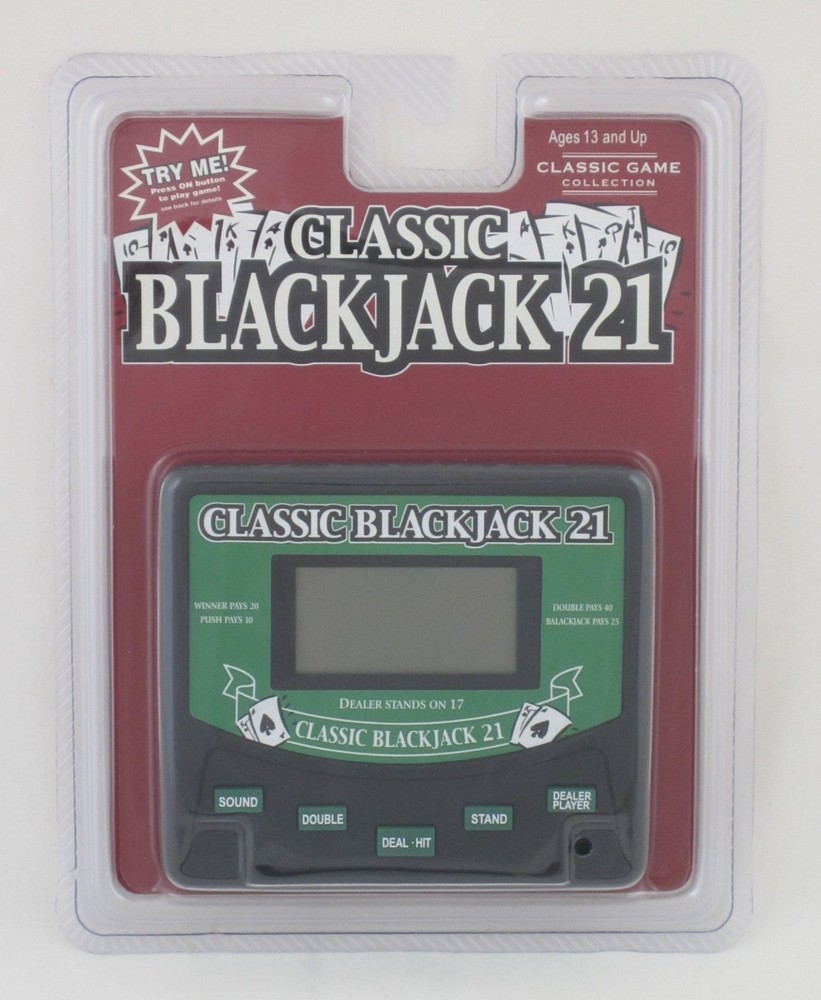 TRY ME!
Press ON button
to play game!
see back for details
Ages 13 and Up
CLASSIC GAME
COLLECTION
CLASSIC
BLACKJACK 21
CLASSIC BLACKJACK 21
WINNER PAYS 20
PUSH PAYS 10
DOUBLE PAYS 40
BALACKJACK PAYS 25
DEALER STANDS ON 17
CLASSIC BLACKJACK 21
SOUND
DOUBLE
DEAL · HIT
STAND
DEALER
PLAYER